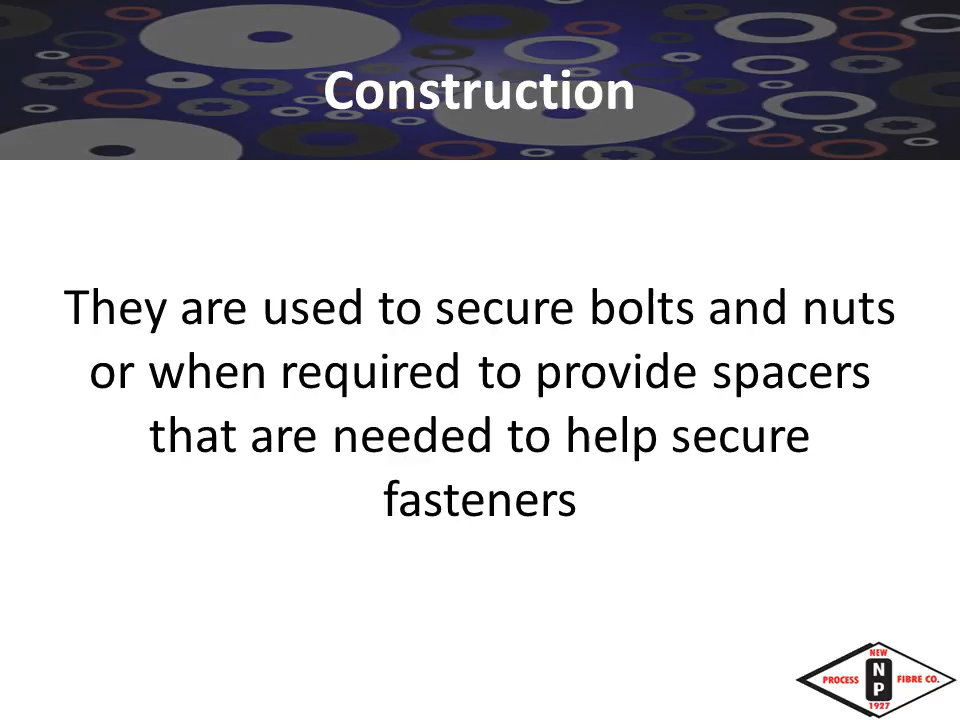 Construction
They are used to secure bolts and nuts
or when required to provide spacers
that are needed to help secure
fasteners
NEW
PROCESS N P FIBRE CO.
1927